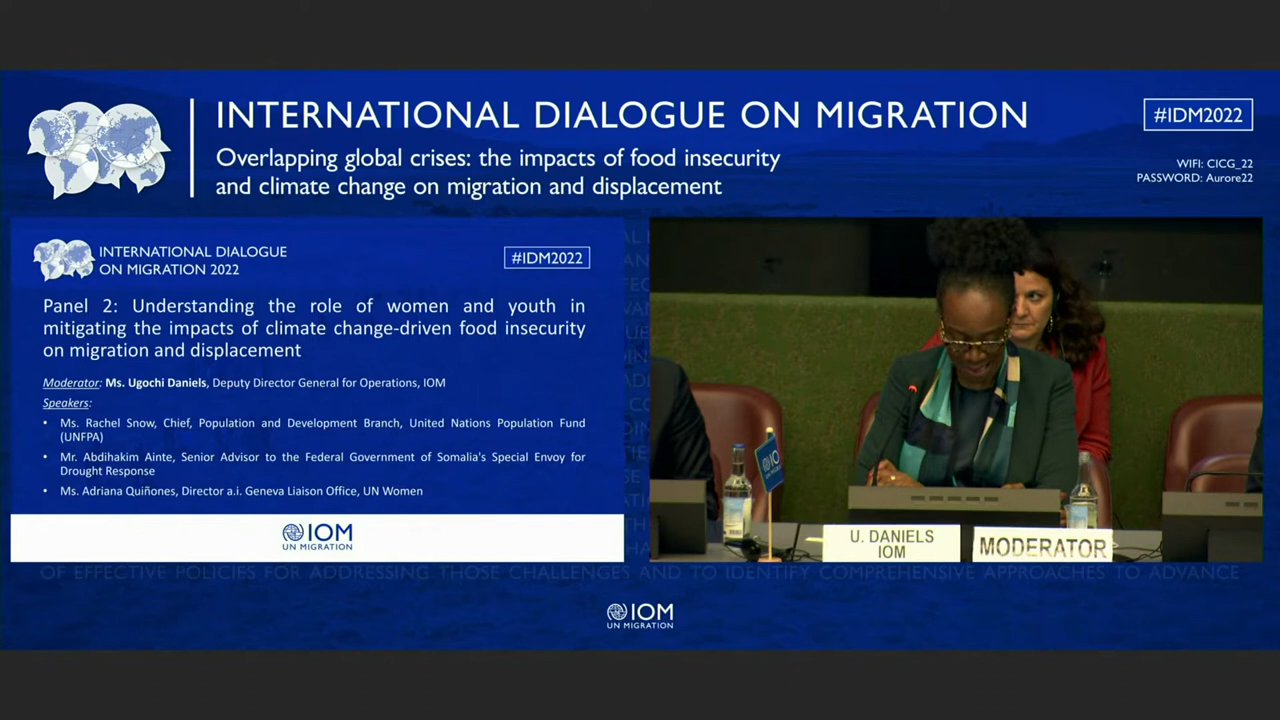 INTERNATIONAL DIALOGUE ON MIGRATION
Overlapping global crises: the impacts of food insecurity
and climate change on migration and displacement
#IDM2022
WIFI: CICG_22
PASSWORD: Aurore22
INTERNATIONAL DIALOGUE
ON MIGRATION 2022
#IDM2022
Panel 2: Understanding the role of women and youth in
mitigating the impacts of climate change-driven food insecurity
on migration and displacement
Moderator: Ms. Ugochi Daniels, Deputy Director General for Operations, IOM
Speakers:
• Ms. Rachel Snow, Chief, Population and Development Branch, United Nations Population Fund
(UNFPA)
• Mr. Abdihakim Ainte, Senior Advisor to the Federal Government of Somalia's Special Envoy for
Drought Response
• Ms. Adriana Quiñones, Director a.i. Geneva Liaison Office, UN Women
IOM
UN MIGRATION
U. DANIELS
IOM
MODERATOR
OF EFFECTIVE POLICIES FOR ADDRESSING THOSE CHALLENGES AND TO IDENTIFY COMPREHENSIVE APPROACHES TO ADVANCE
IOM
UN MIGRATION